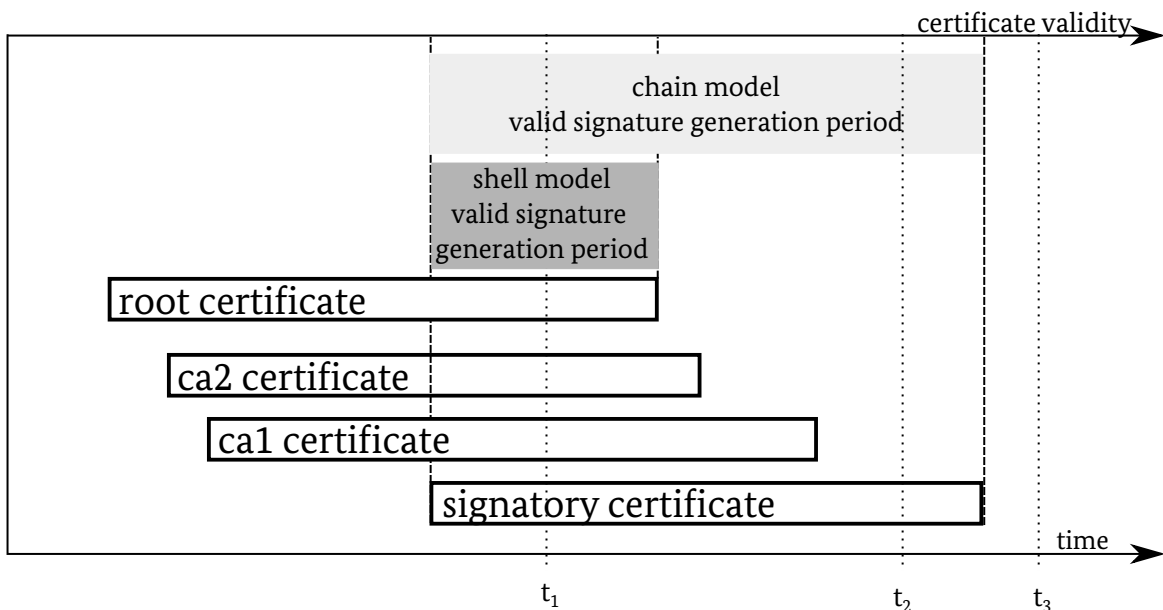 certificate validity
chain model
valid signature generation period
shell model
valid signature
generation period
root certificate
ca2 certificate
ca1 certificate
signatory certificate
time
t1
t2
t3